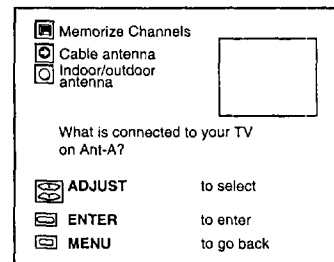 Memorize Channels
Cable antenna
Indoor/outdoor
antenna
What is connected to your TV
on Ant-A?
ADJUST to select
ENTER to enter
MENU to go back